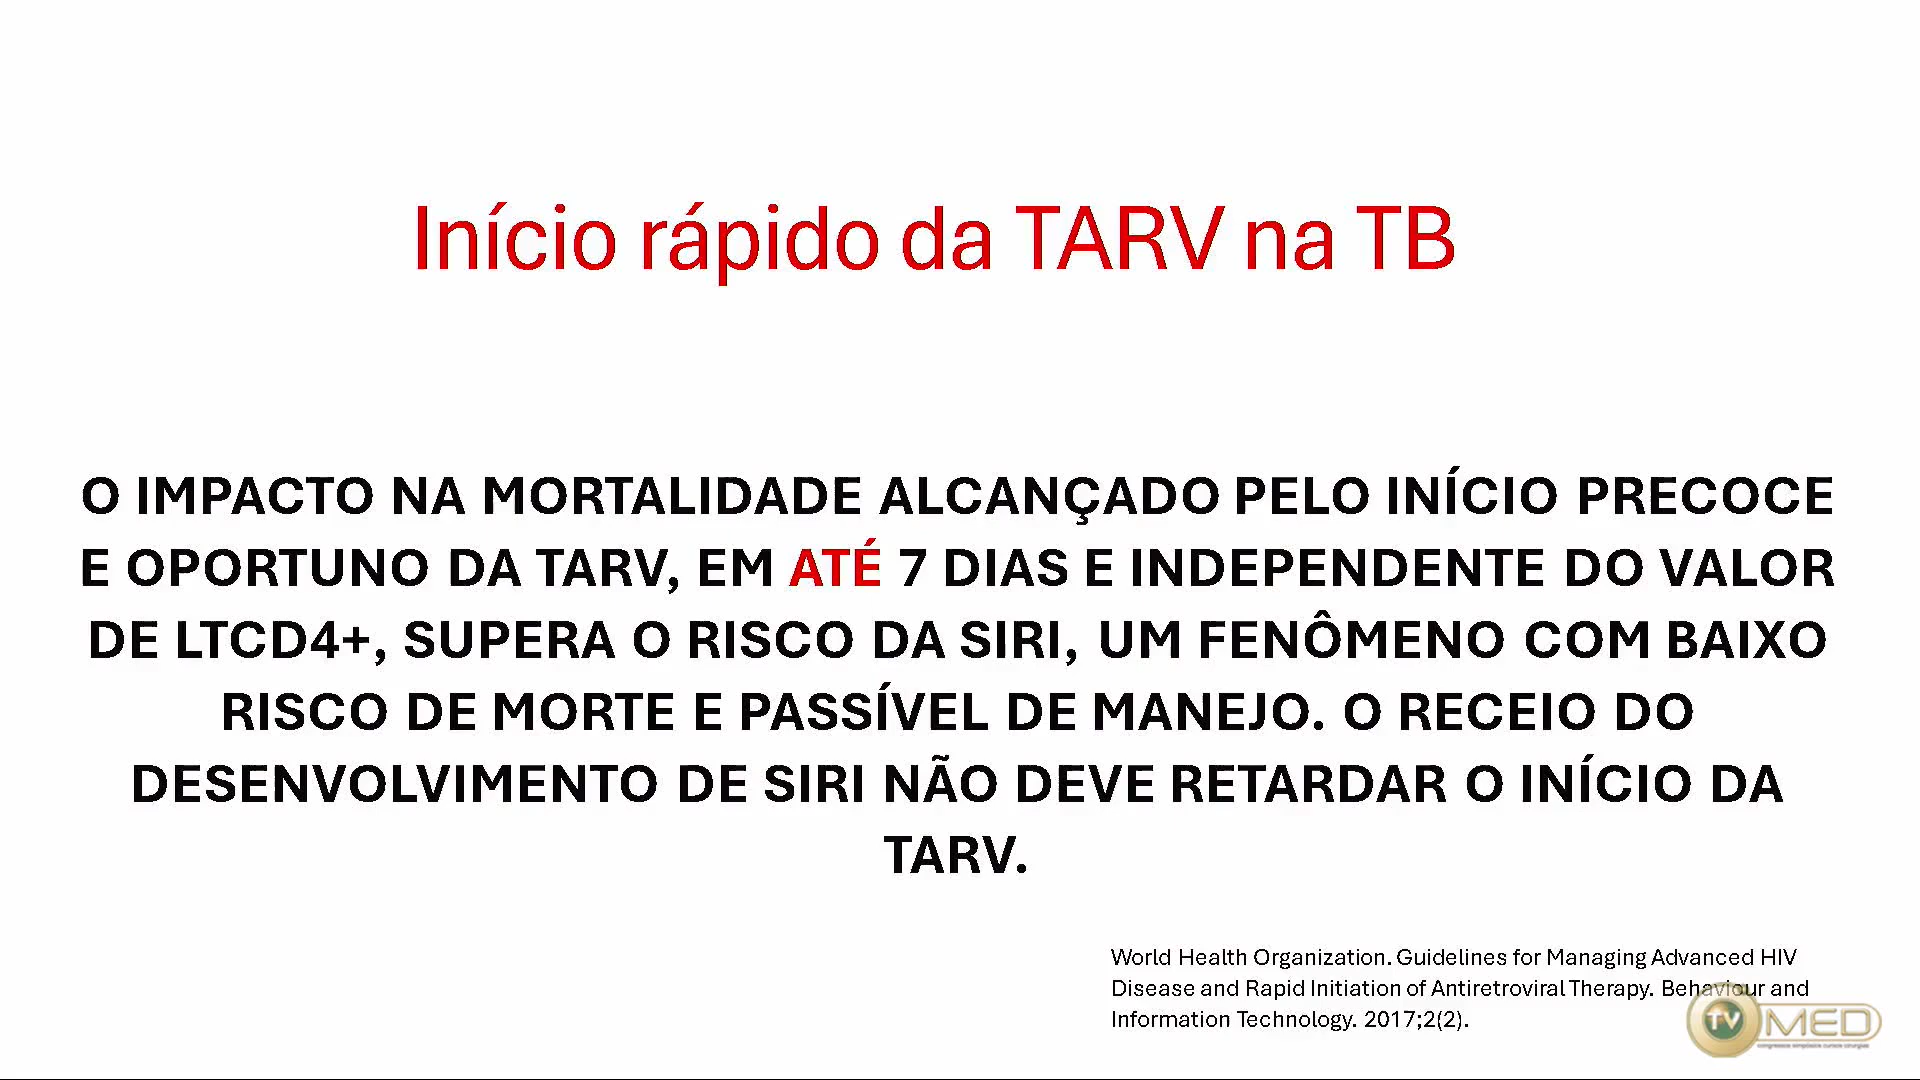 Início rápido da TARV na TB
O IMPACTO NA MORTALIDADE ALCANÇADO PELO INÍCIO PRECOCE
E OPORTUNO DA TARV, EM ATÉ 7 DIAS E INDEPENDENTE DO VALOR
DE LTCD4+, SUPERA O RISCO DA SIRI, UM FENÔMENO COM BAIXO
RISCO DE MORTE E PASSÍVEL DE MANEJO. O RECEIO DO
DESENVOLVIMENTO DE SIRI NÃO DEVE RETARDAR O INÍCIO DA
TARV.
World Health Organization. Guidelines for Managing Advanced HIV
Disease and Rapid Initiation of Antiretroviral Therapy. Behaviour and
Information Technology. 2017;2(2).
TV MED